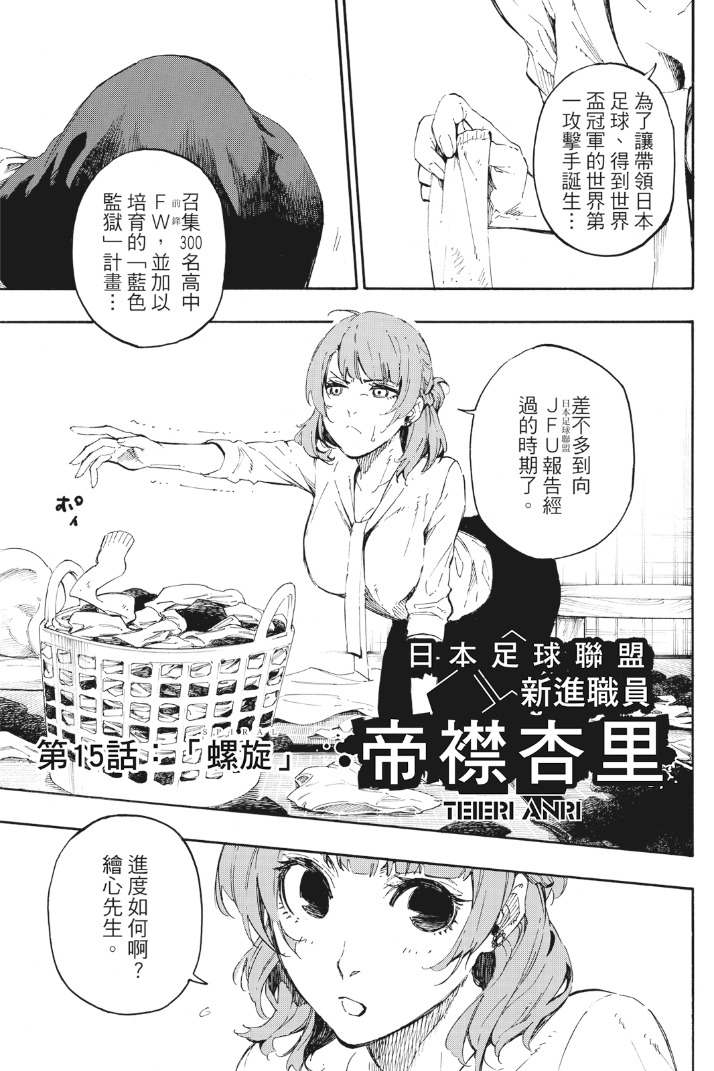 為了讓帶領日本
足球、得到世界
盃冠軍的世界第
一攻擊手誕生…
召集300名高中
前鋒
FW，並加以
培育的「藍色
監獄」計畫…
差不多到向
日本足球聯盟
JFU報告經
過的時期了。
ポイ
日本足球聯盟
新進職員
帝襟杏里
TEIERI ANRI
SPIRA
第15話：「螺旋」
進度如何啊？
繪心先生。